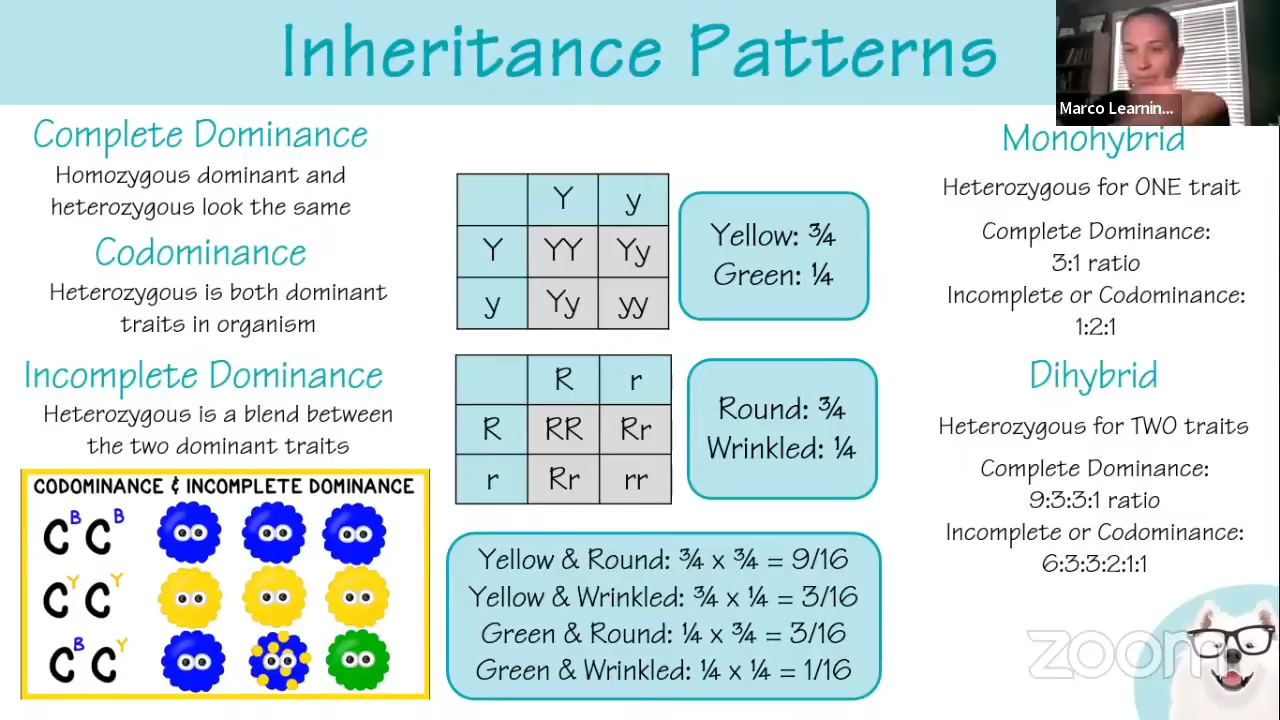 Inheritance Patterns
Marco Learnin...
Complete Dominance
Homozygous dominant and
heterozygous look the same
Codominance
Heterozygous is both dominant
traits in organism
Incomplete Dominance
Heterozygous is a blend between
the two dominant traits
CODOMINANCE & INCOMPLETE DOMINANCE
C^B C^B
C^Y C^Y
C^B C^Y
Y y
Y YY Yy
y Yy yy
Yellow: ¾
Green: ¼
R r
R RR Rr
r Rr rr
Round: ¾
Wrinkled: ¼
Yellow & Round: ¾ x ¾ = 9/16
Yellow & Wrinkled: ¾ x ¼ = 3/16
Green & Round: ¼ x ¾ = 3/16
Green & Wrinkled: ¼ x ¼ = 1/16
Monohybrid
Heterozygous for ONE trait
Complete Dominance:
3:1 ratio
Incomplete or Codominance:
1:2:1
Dihybrid
Heterozygous for TWO traits
Complete Dominance:
9:3:3:1 ratio
Incomplete or Codominance:
6:3:3:2:1:1
zoom